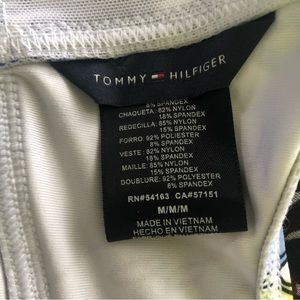 TOMMY HILFIGER
8% SPANDEX
CHAQUETA: 82% NYLON
18% SPANDEX
REDECILLA: 85% NYLON
15% SPANDEX
FORRO: 92% POLIESTER
8% SPANDEX
VESTE: 82% NYLON
18% SPANDEX
MAILLE: 85% NYLON
15% SPANDEX
DOUBLURE: 92% POLYESTER
8% SPANDEX
RN#54163 CA#57151
M/M/M
MADE IN VIETNAM
HECHO EN VIETNAM